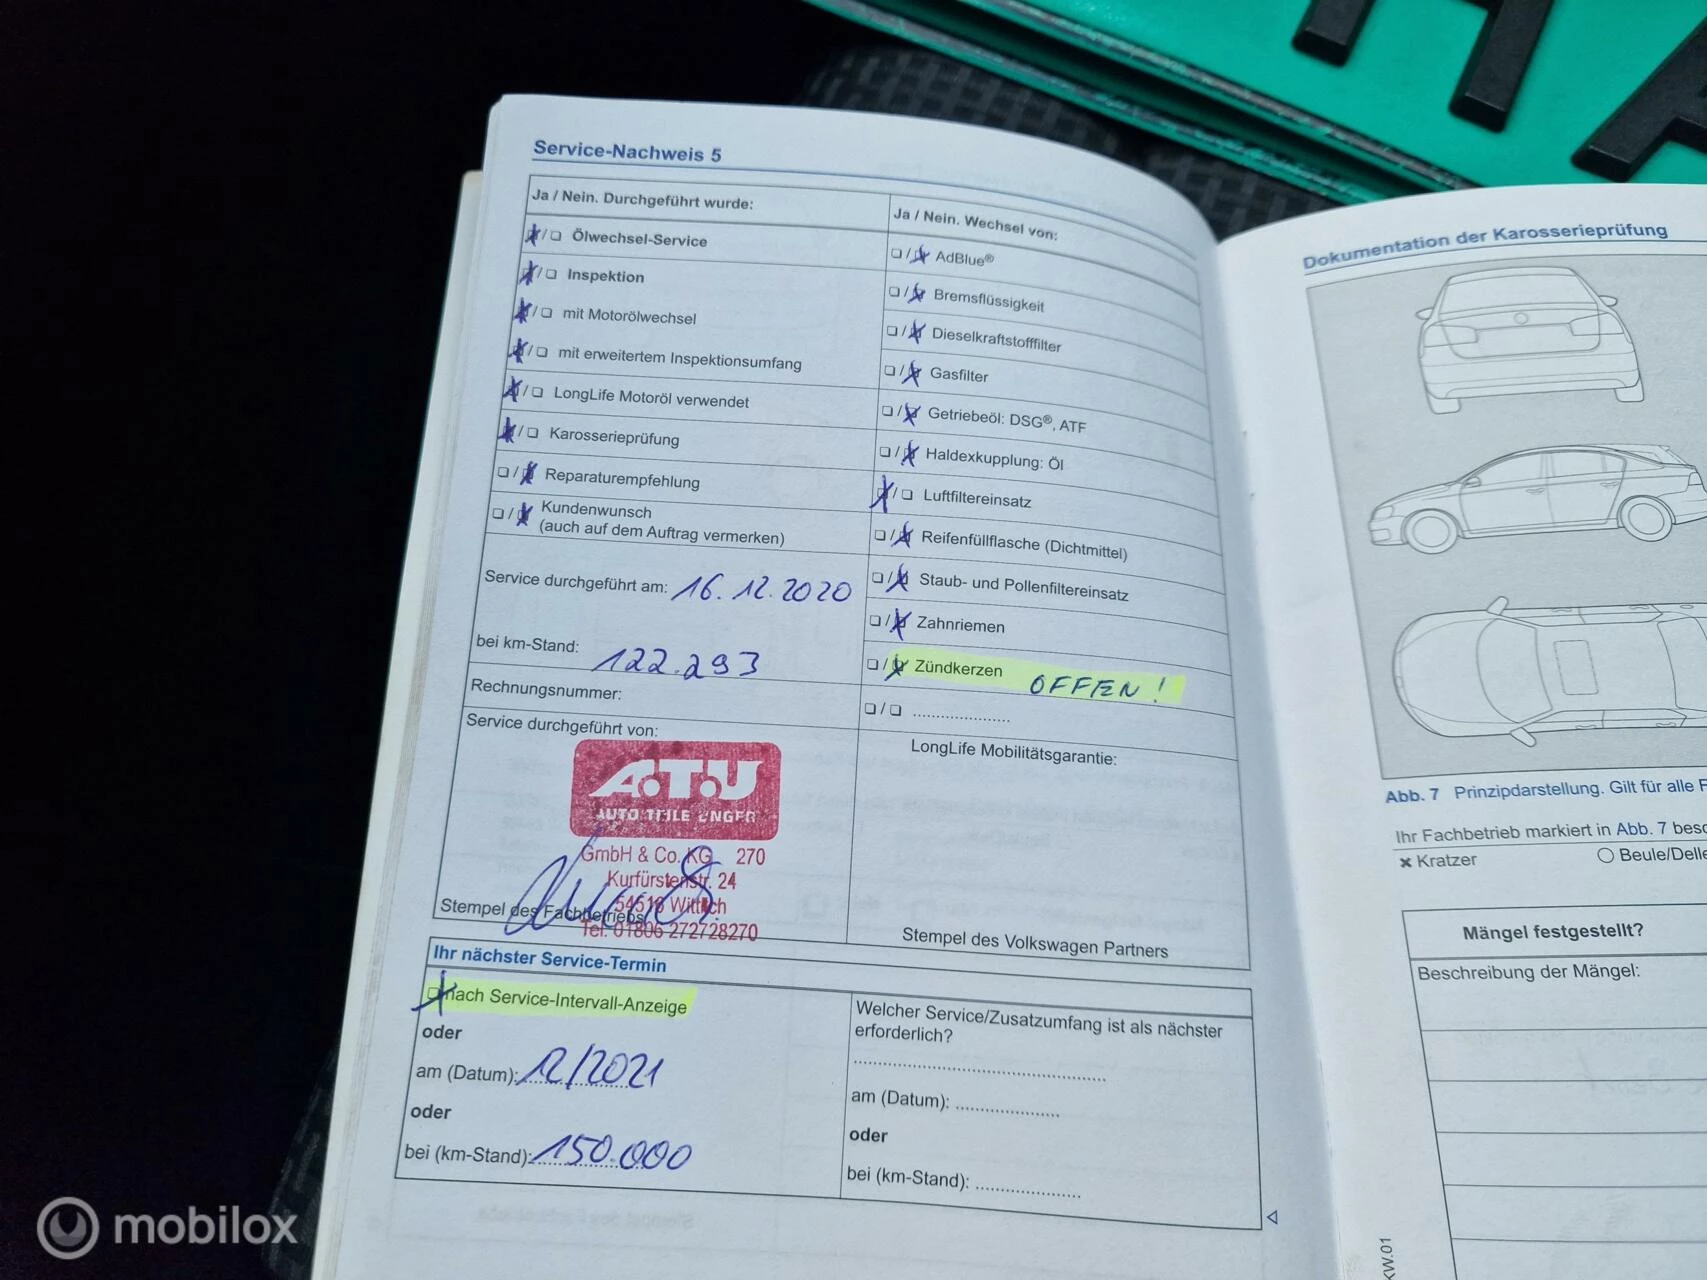 Service-Nachweis 5
Ja / Nein. Durchgeführt wurde:
Ölwechsel-Service
Inspektion
mit Motorölwechsel
mit erweitertem Inspektionsumfang
LongLife Motoröl verwendet
Karosserieprüfung
Reparaturempfehlung
Kundenwunsch
(auch auf dem Auftrag vermerken)
Service durchgeführt am: 16.12.2020
bei km-Stand: 122.293
Rechnungsnummer:
Service durchgeführt von:
A.T.U
AUTO TEILE UNGER
GmbH & Co. KG 270
Kurfürstenstr. 24
54516 Wittlich
Tel. 01806 272728270
Stempel des Fachbetriebs
Ja / Nein. Wechsel von:
AdBlue®
Bremsflüssigkeit
Dieselkraftstofffilter
Gasfilter
Getriebeöl: DSG®, ATF
Haldexkupplung: Öl
Luftfiltereinsatz
Reifenfüllflasche (Dichtmittel)
Staub- und Pollenfiltereinsatz
Zahnriemen
Zündkerzen OFFEN!
LongLife Mobilitätsgarantie:
Stempel des Volkswagen Partners
Ihr nächster Service-Termin
nach Service-Intervall-Anzeige
oder
am (Datum): 12/2021
oder
bei (km-Stand): 150.000
Welcher Service/Zusatzumfang ist als nächster
erforderlich?
am (Datum):
oder
bei (km-Stand):
Dokumentation der Karosserieprüfung
Abb. 7 Prinzipdarstellung. Gilt für alle
Ihr Fachbetrieb markiert in Abb. 7
Kratzer
Beule/Delle
Mängel festgestellt?
Beschreibung der Mängel:
KW.01
mobilox